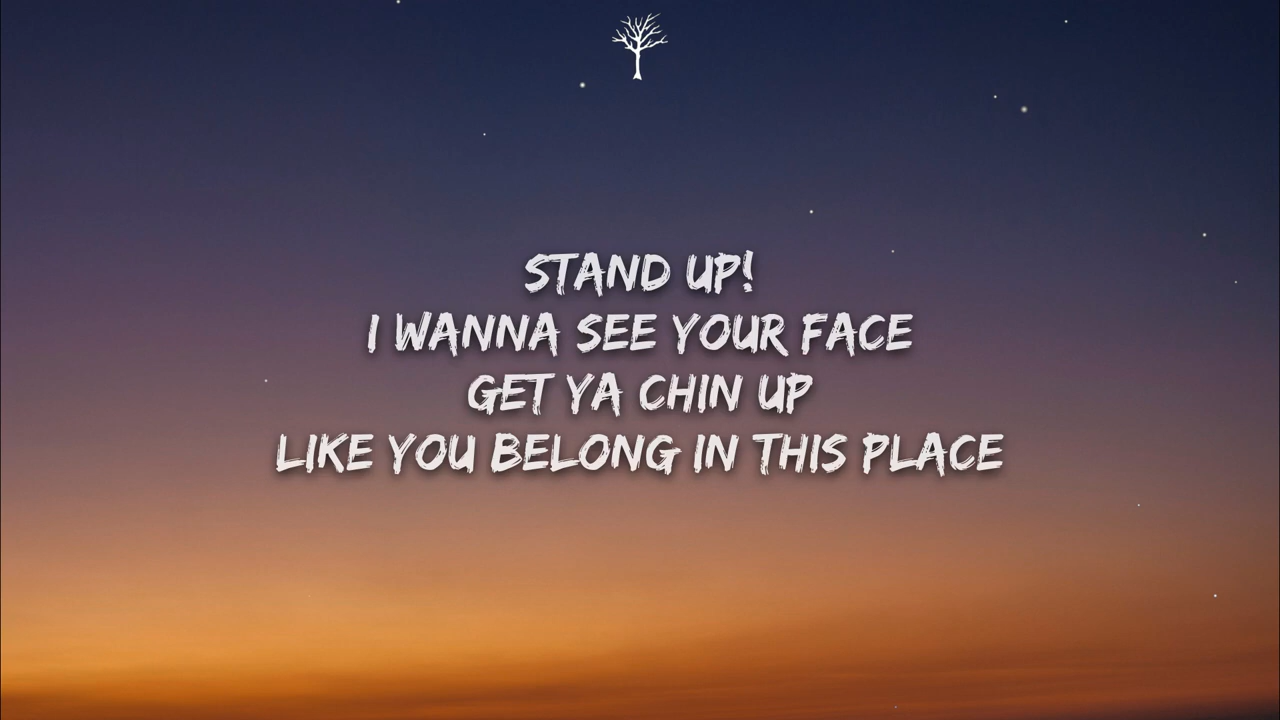 STAND UP!
I WANNA SEE YOUR FACE
GET YA CHIN UP
LIKE YOU BELONG IN THIS PLACE